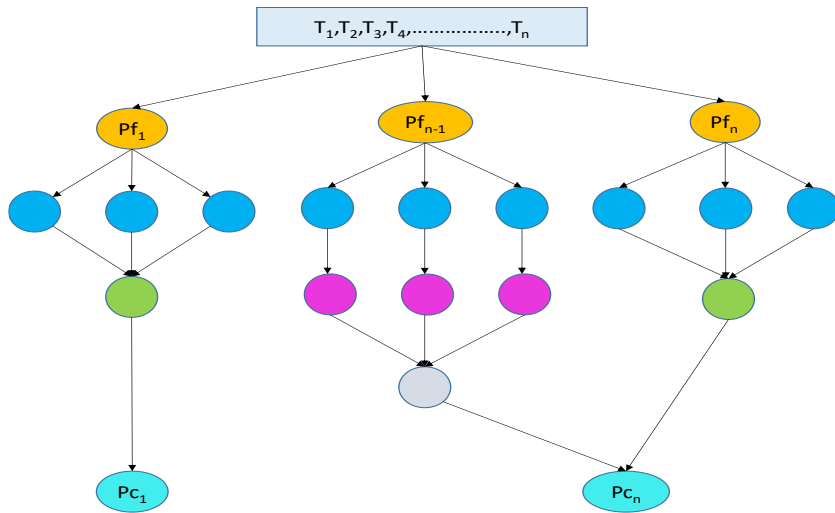 T₁,T₂,T₃,T₄,………………..,Tₙ
Pf₁
Pfₙ₋₁
Pfₙ
Pc₁
Pcₙ